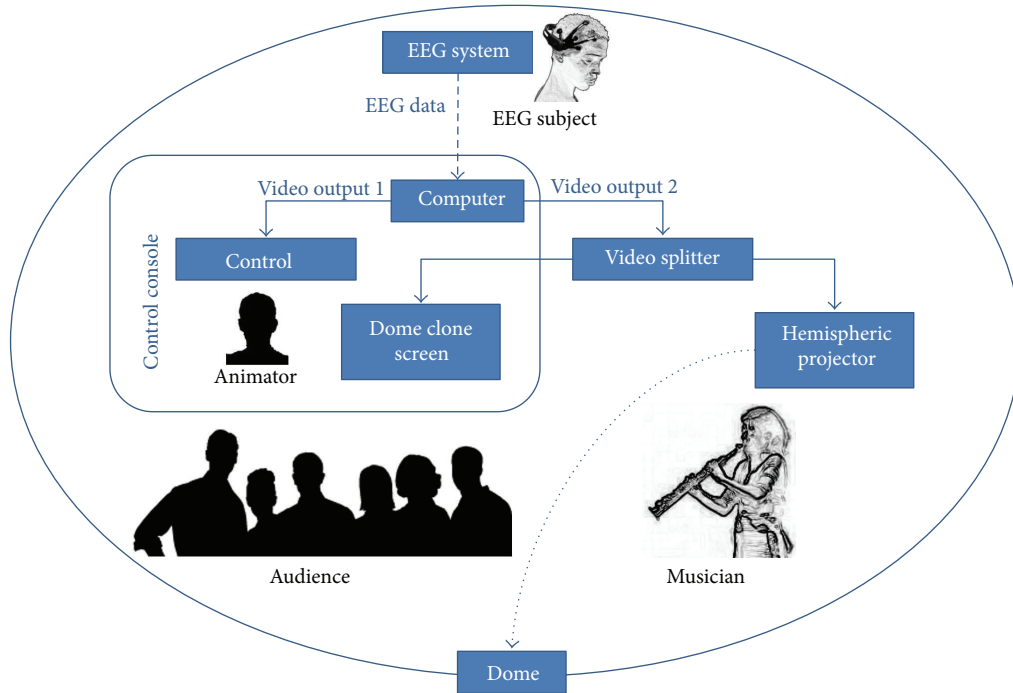 EEG system
EEG data
EEG subject
Video output 1
Computer
Video output 2
Control console
Control
Video splitter
Dome clone
screen
Hemispheric
projector
Animator
Audience
Musician
Dome